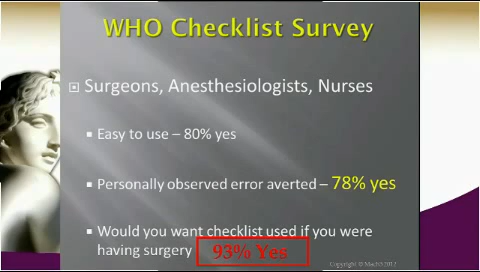 WHO Checklist Survey
Surgeons, Anesthesiologists, Nurses
Easy to use – 80% yes
Personally observed error averted – 78% yes
Would you want checklist used if you were
having surgery 93% Yes